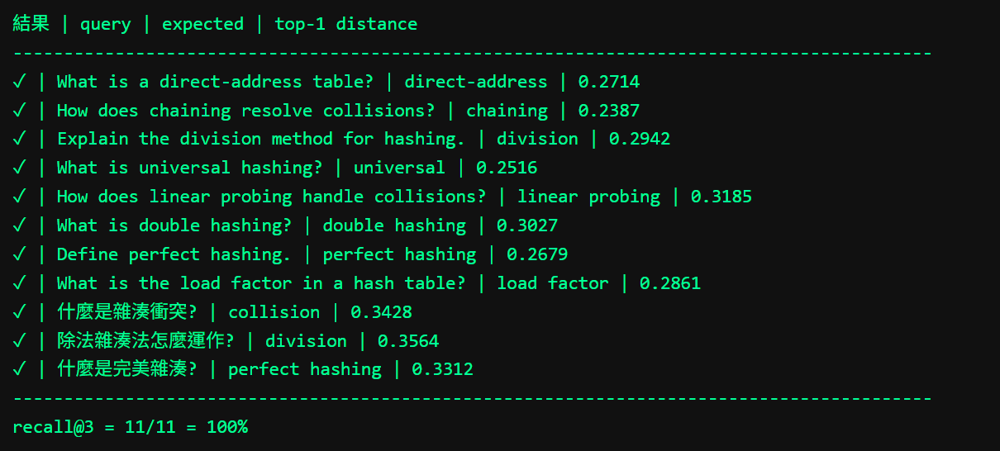 結果 | query | expected | top-1 distance
------------------------------------------------------------------------------------------
✓ | What is a direct-address table? | direct-address | 0.2714
✓ | How does chaining resolve collisions? | chaining | 0.2387
✓ | Explain the division method for hashing. | division | 0.2942
✓ | What is universal hashing? | universal | 0.2516
✓ | How does linear probing handle collisions? | linear probing | 0.3185
✓ | What is double hashing? | double hashing | 0.3027
✓ | Define perfect hashing. | perfect hashing | 0.2679
✓ | What is the load factor in a hash table? | load factor | 0.2861
✓ | 什麼是雜湊衝突? | collision | 0.3428
✓ | 除法雜湊法怎麼運作? | division | 0.3564
✓ | 什麼是完美雜湊? | perfect hashing | 0.3312
------------------------------------------------------------------------------------------
recall@3 = 11/11 = 100%